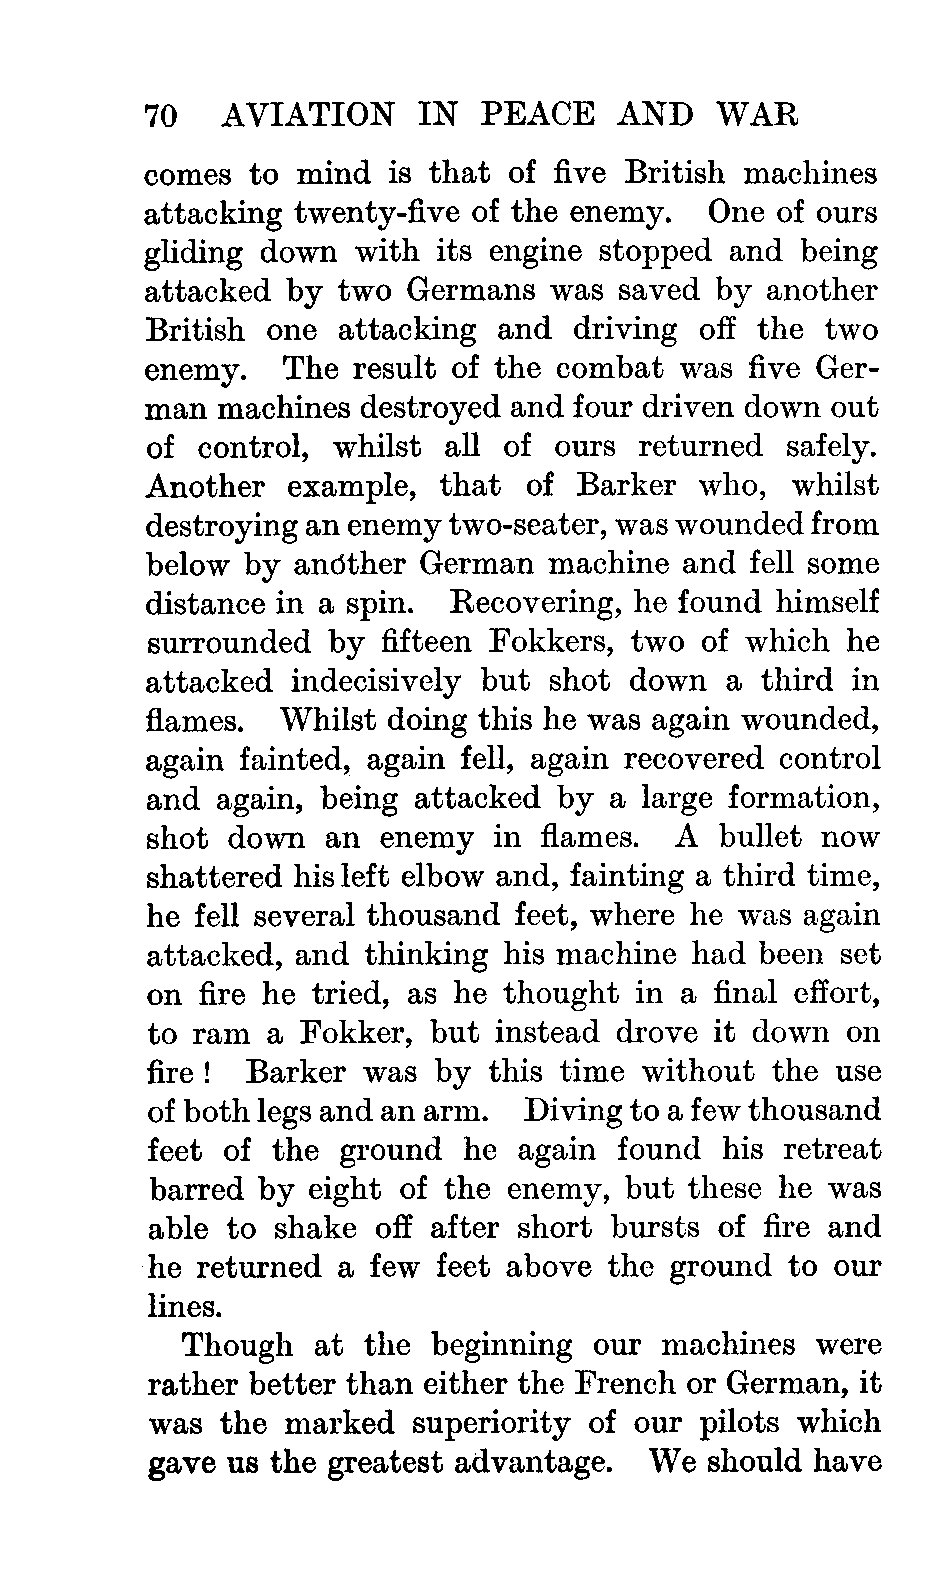 70 AVIATION IN PEACE AND WAR
comes to mind is that of five British machines
attacking twenty-five of the enemy. One of ours
gliding down with its engine stopped and being
attacked by two Germans was saved by another
British one attacking and driving off the two
enemy. The result of the combat was five Ger-
man machines destroyed and four driven down out
of control, whilst all of ours returned safely.
Another example, that of Barker who, whilst
destroying an enemy two-seater, was wounded from
below by another German machine and fell some
distance in a spin. Recovering, he found himself
surrounded by fifteen Fokkers, two of which he
attacked indecisively but shot down a third in
flames. Whilst doing this he was again wounded,
again fainted, again fell, again recovered control
and again, being attacked by a large formation,
shot down an enemy in flames. A bullet now
shattered his left elbow and, fainting a third time,
he fell several thousand feet, where he was again
attacked, and thinking his machine had been set
on fire he tried, as he thought in a final effort,
to ram a Fokker, but instead drove it down on
fire ! Barker was by this time without the use
of both legs and an arm. Diving to a few thousand
feet of the ground he again found his retreat
barred by eight of the enemy, but these he was
able to shake off after short bursts of fire and
he returned a few feet above the ground to our
lines.
Though at the beginning our machines were
rather better than either the French or German, it
was the marked superiority of our pilots which
gave us the greatest advantage. We should have